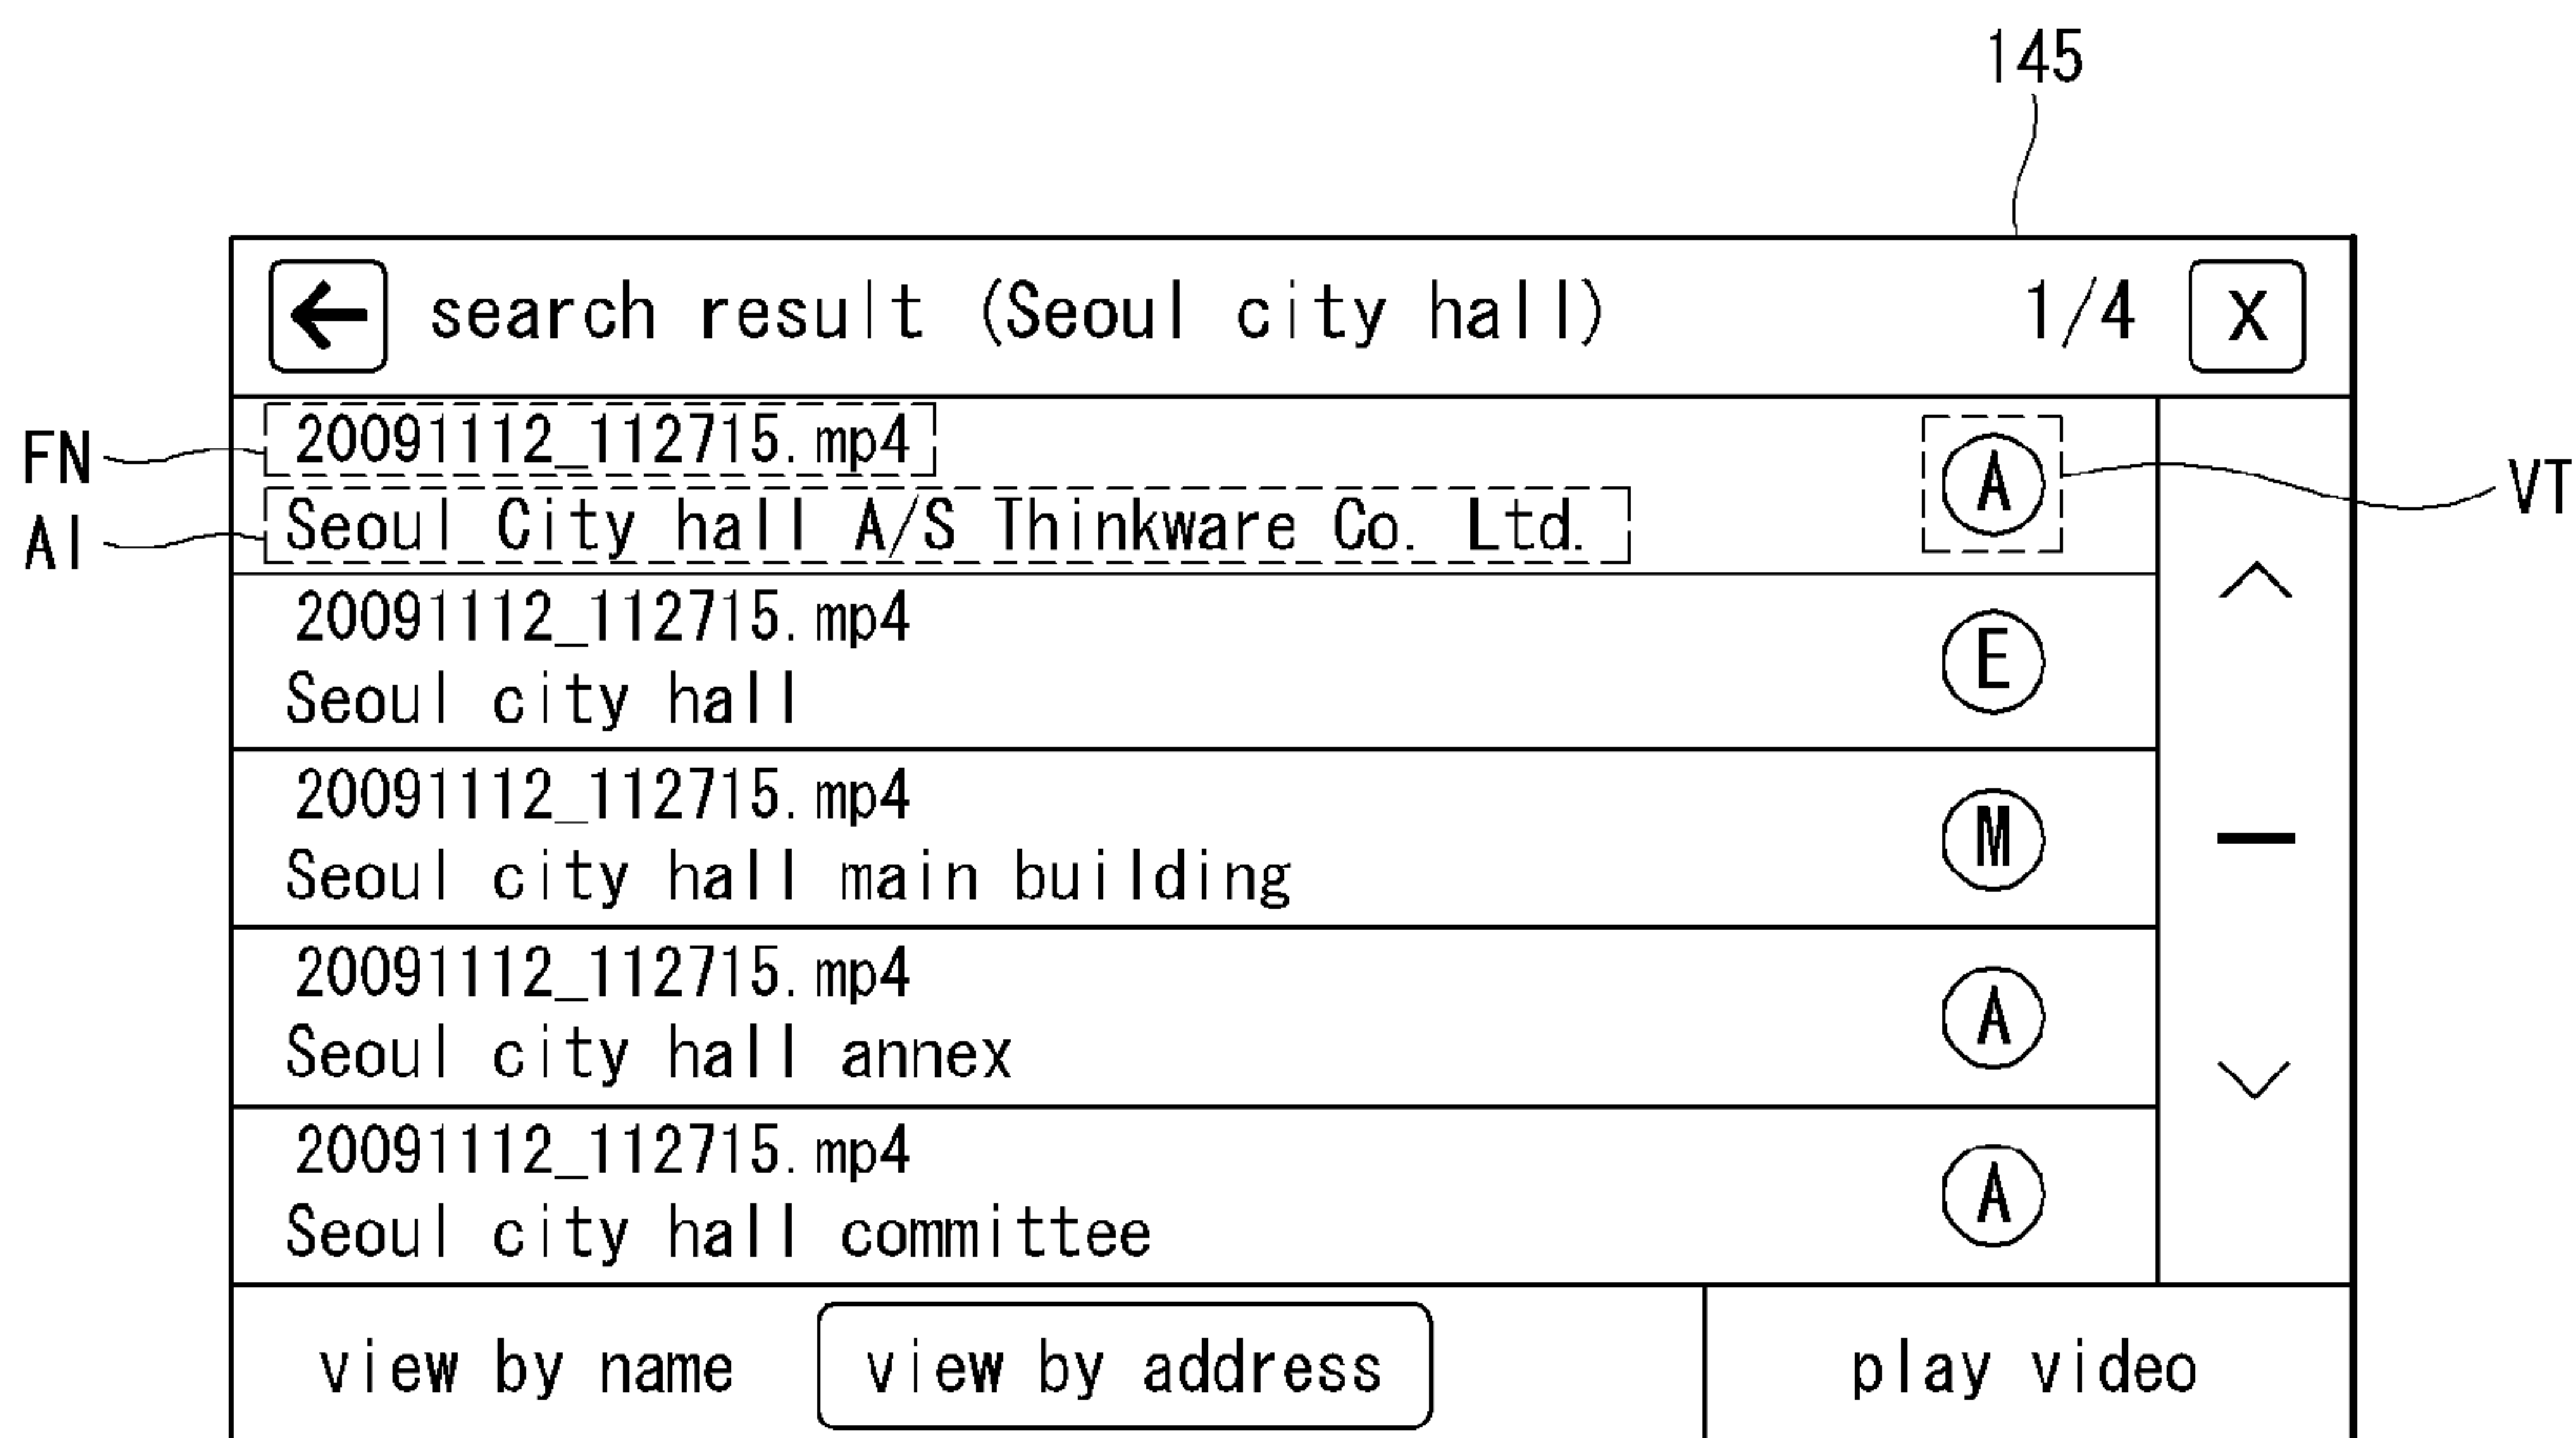 145
← search result (Seoul city hall) 1/4 X
FN 20091112_112715.mp4 A VT
AI Seoul City hall A/S Thinkware Co. Ltd.
20091112_112715.mp4 E
Seoul city hall
20091112_112715.mp4 M
Seoul city hall main building
20091112_112715.mp4 A
Seoul city hall annex
20091112_112715.mp4 A
Seoul city hall committee
view by name view by address play video